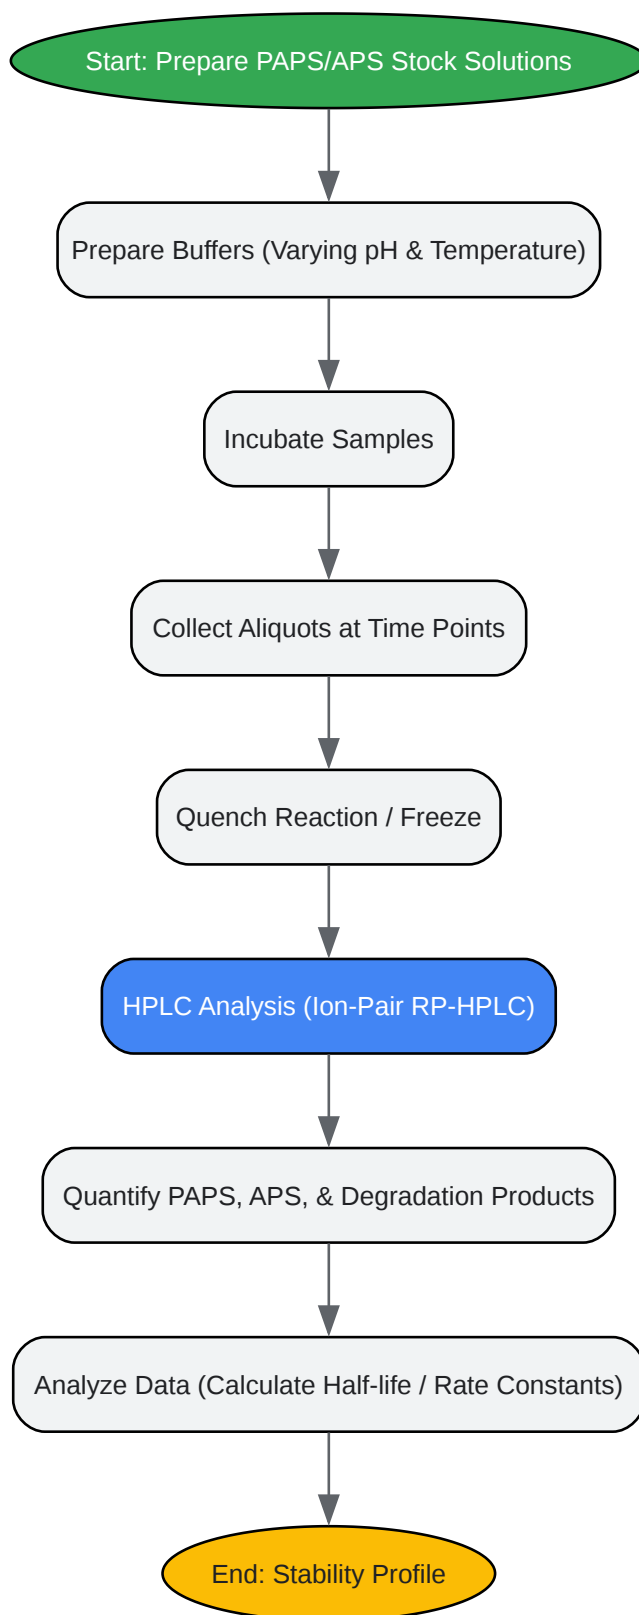 Start: Prepare PAPS/APS Stock Solutions
Prepare Buffers (Varying pH & Temperature)
Incubate Samples
Collect Aliquots at Time Points
Quench Reaction / Freeze
HPLC Analysis (Ion-Pair RP-HPLC)
Quantify PAPS, APS, & Degradation Products
Analyze Data (Calculate Half-life / Rate Constants)
End: Stability Profile